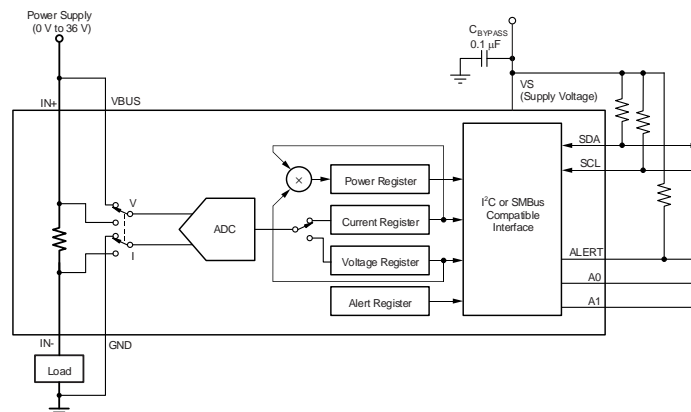 Power Supply
(0 V to 36 V)
C_BYPASS
0.1 µF
VS
(Supply Voltage)
IN+
VBUS
SDA
SCL
Power Register
V
ADC
×
Current Register
I²C or SMBus
Compatible
Interface
I
Voltage Register
ALERT
A0
Alert Register
A1
IN-
GND
Load